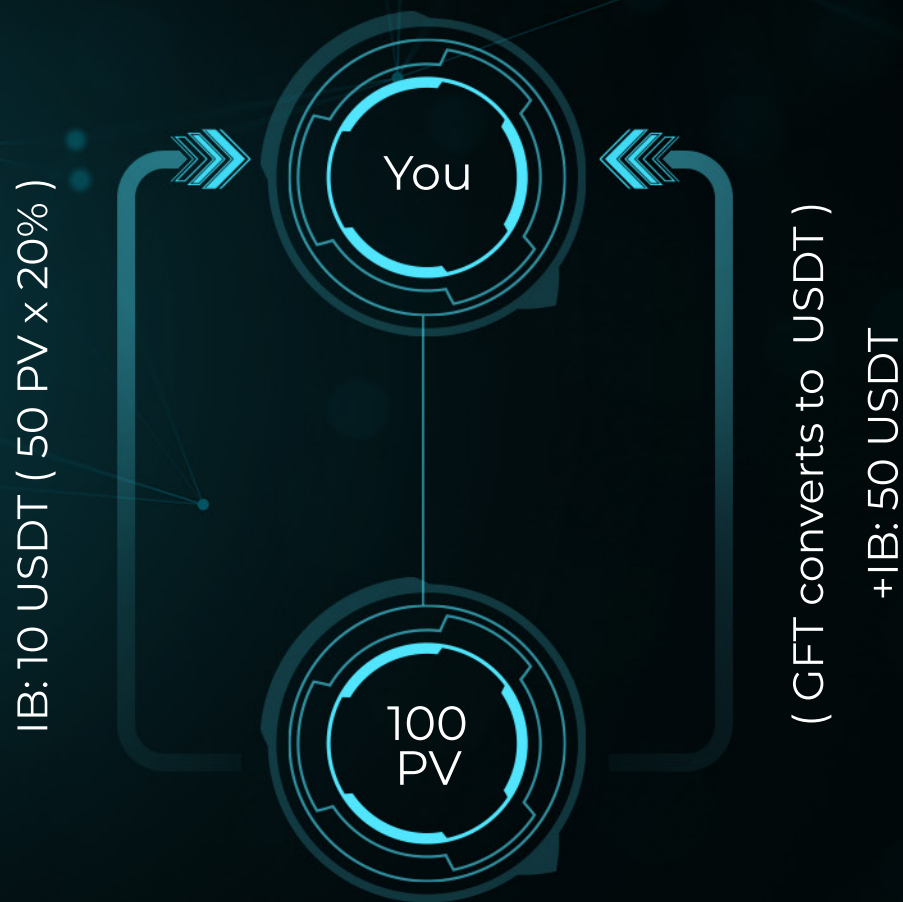 You
IB: 10 USDT ( 50 PV x 20% )
( GFT converts to USDT )
+IB: 50 USDT
100
PV